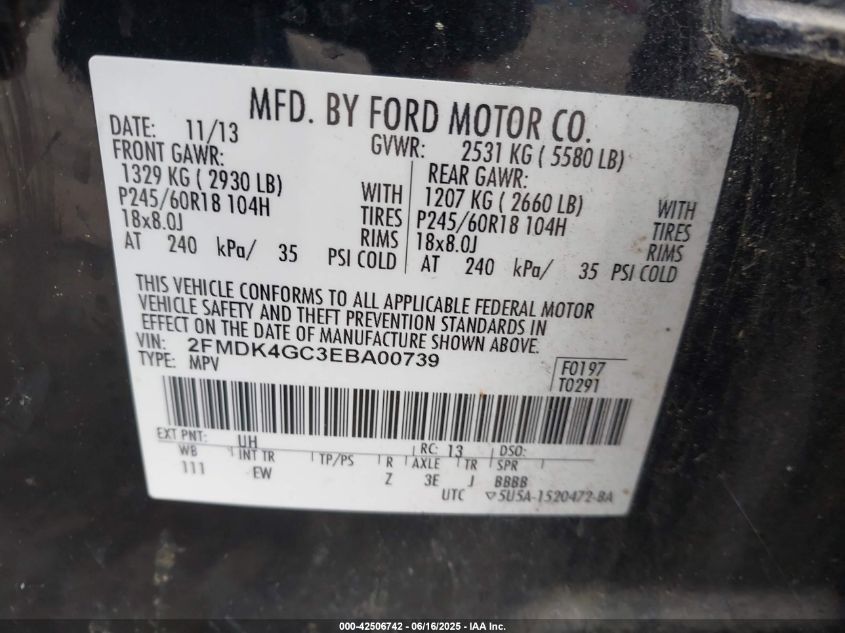 MFD. BY FORD MOTOR CO.
DATE: 11/13 GVWR: 2531 KG ( 5580 LB)
FRONT GAWR: REAR GAWR:
1329 KG ( 2930 LB) WITH 1207 KG ( 2660 LB) WITH
P245/60R18 104H TIRES P245/60R18 104H TIRES
18x8.0J RIMS 18x8.0J RIMS
AT 240 kPa/ 35 PSI COLD AT 240 kPa/ 35 PSI COLD
THIS VEHICLE CONFORMS TO ALL APPLICABLE FEDERAL MOTOR
VEHICLE SAFETY AND THEFT PREVENTION STANDARDS IN
EFFECT ON THE DATE OF MANUFACTURE SHOWN ABOVE.
VIN: 2FMDK4GC3EBA00739
TYPE: MPV F0197
T0291
EXT PNT: UH RC: 13 DSO:
WB INT TR TP/PS R AXLE TR SPR
111 EW Z 3E J BBBB
UTC ▽5U5A-1520472-BA
000-42506742 - 06/16/2025 - IAA Inc.